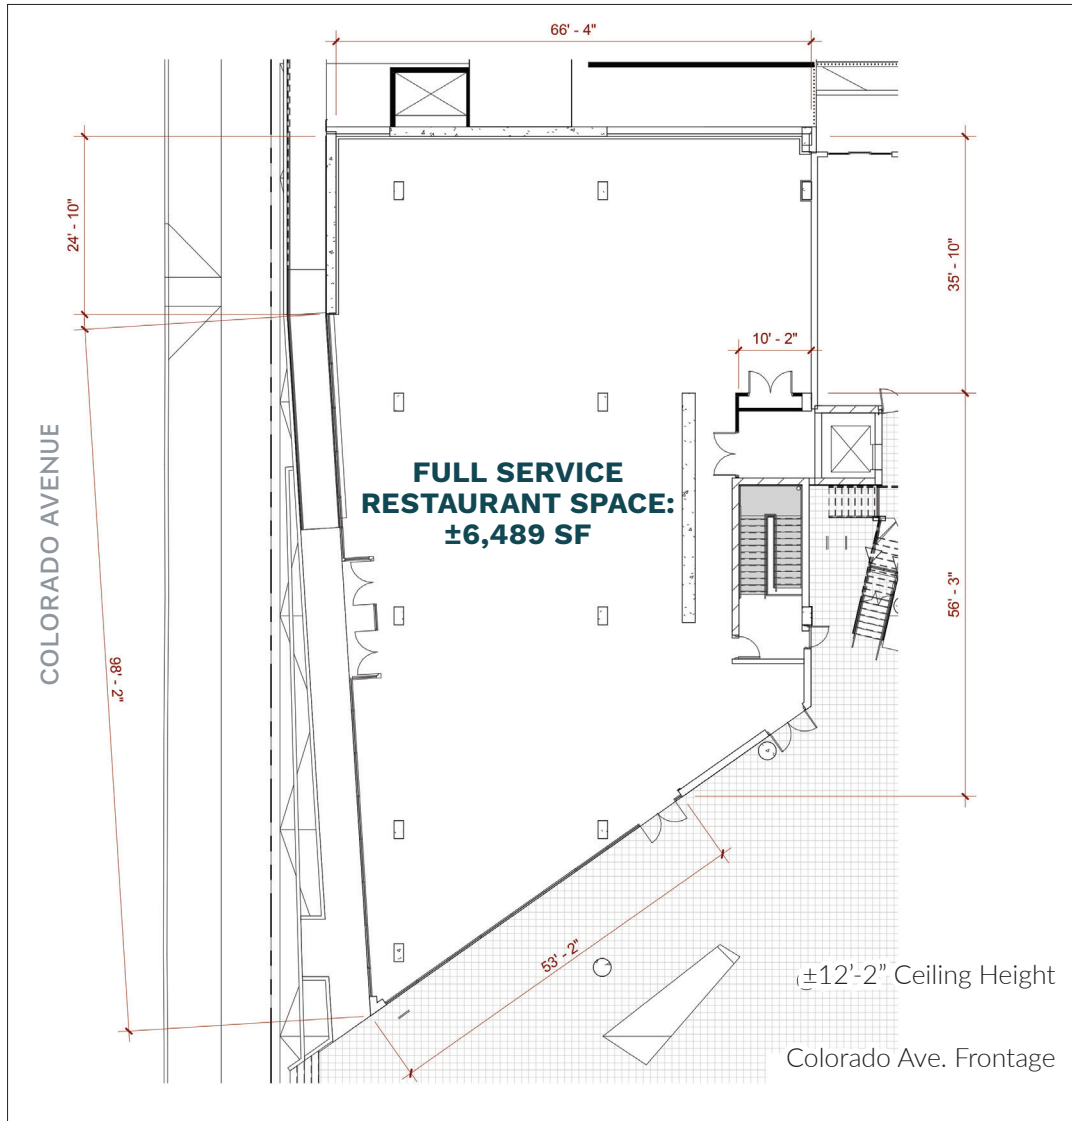 66' - 4"
24' - 10"
35' - 10"
10' - 2"
COLORADO AVENUE
FULL SERVICE
RESTAURANT SPACE:
±6,489 SF
56' - 3"
98' - 2"
53' - 2"
±12’-2” Ceiling Height
Colorado Ave. Frontage